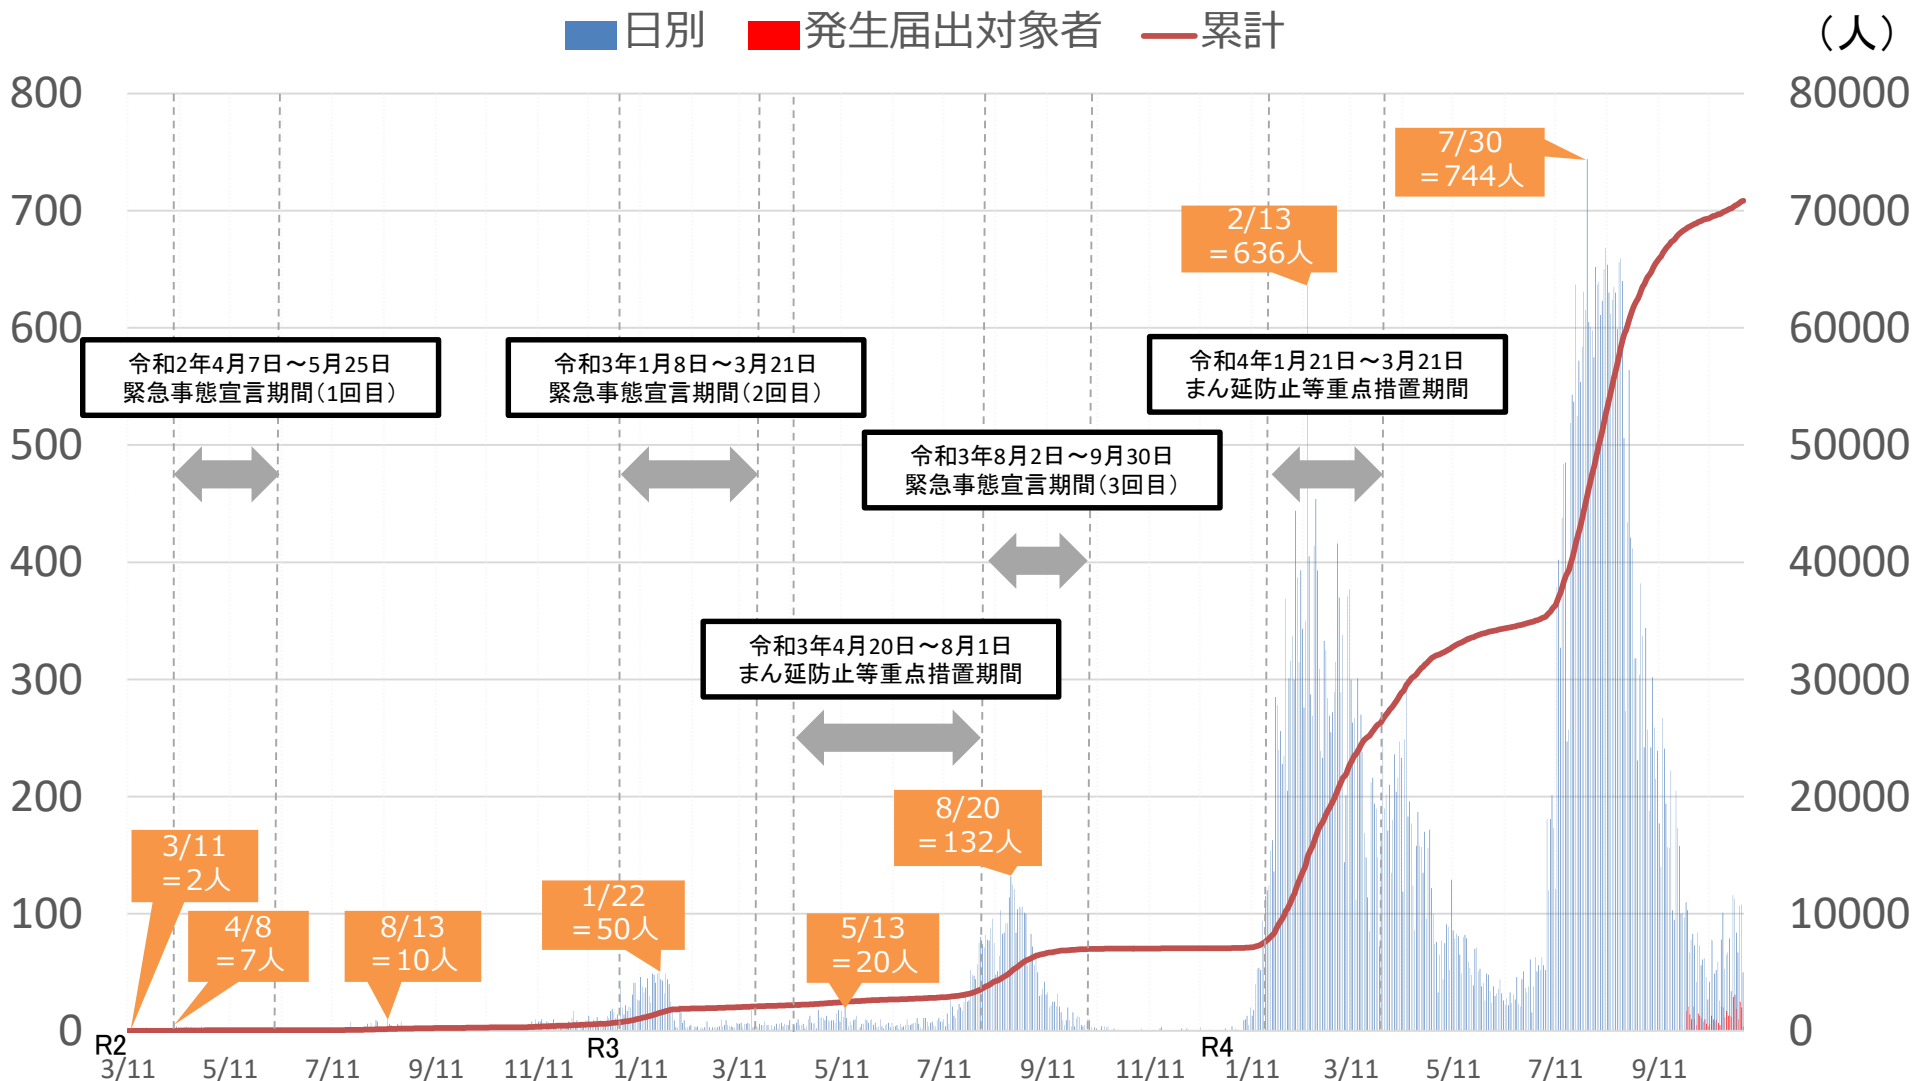 日別 発生届出対象者 累計
（人）
800
700
600
500
400
300
200
100
0
80000
70000
60000
50000
40000
30000
20000
10000
0
7/30
＝744人
2/13
＝636人
令和2年4月7日～5月25日
緊急事態宣言期間（1回目）
令和3年1月8日～3月21日
緊急事態宣言期間（2回目）
令和4年1月21日～3月21日
まん延防止等重点措置期間
令和3年8月2日～9月30日
緊急事態宣言期間（3回目）
令和3年4月20日～8月1日
まん延防止等重点措置期間
3/11
＝2人
4/8
＝7人
8/13
＝10人
1/22
＝50人
5/13
＝20人
8/20
＝132人
R2 R3 R4
3/11 5/11 7/11 9/11 11/11 1/11 3/11 5/11 7/11 9/11 11/11 1/11 3/11 5/11 7/11 9/11